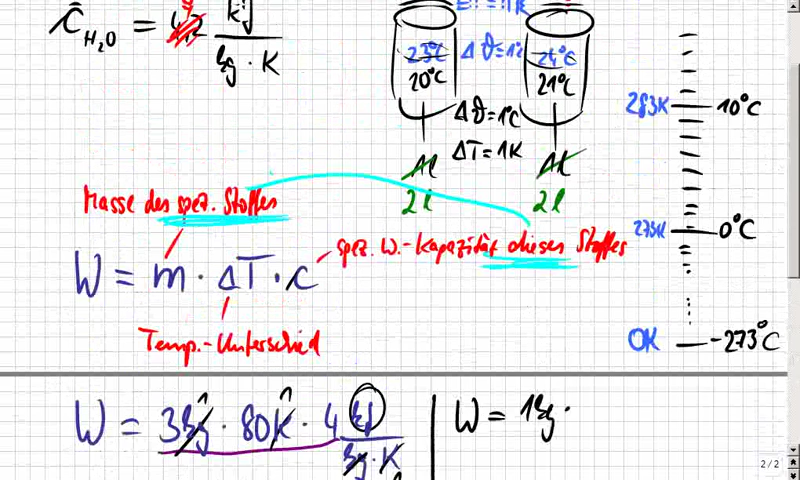 C̄ H₂O = kJ / kg · K
ΔT = 1K
23°C Δϑ = 1°C 24°C
20°C 21°C
Δϑ = 1°C
ΔT = 1K
1l 1l
2l 2l
283K 10°C
273K 0°C
0K -273°C
Masse des spez. Stoffes
spez. W.-Kapazität dieses Stoffes
W = m · ΔT · c
Temp.-Unterschied
W = 3kg · 80K · 4 kJ / kg · K
W = 1kg ·
2/2